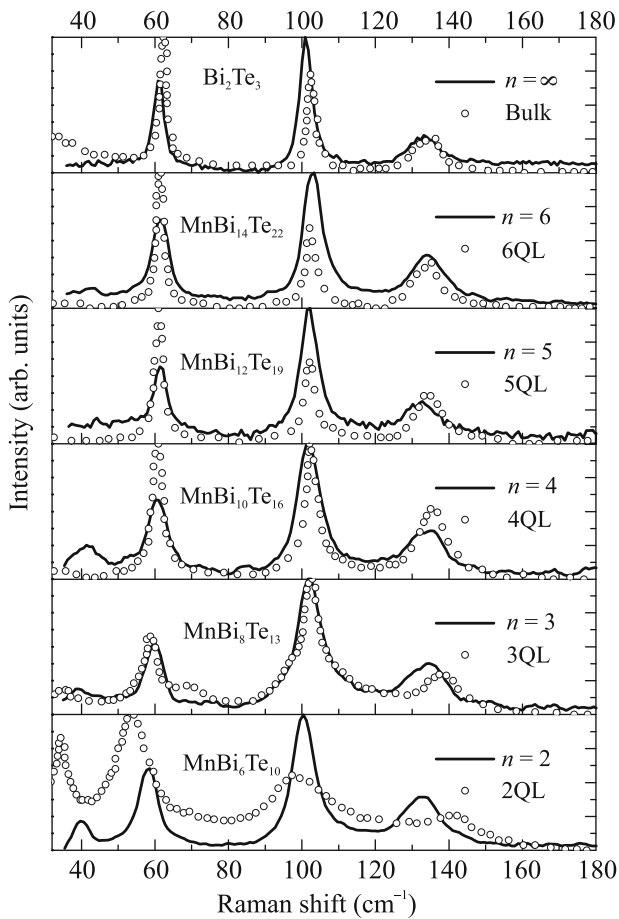 40 60 80 100 120 140 160 180
Bi₂Te₃
n = ∞
Bulk
MnBi₁₄Te₂₂
n = 6
6QL
MnBi₁₂Te₁₉
n = 5
5QL
MnBi₁₀Te₁₆
n = 4
4QL
MnBi₈Te₁₃
n = 3
3QL
MnBi₆Te₁₀
n = 2
2QL
Intensity (arb. units)
40 60 80 100 120 140 160 180
Raman shift (cm⁻¹)